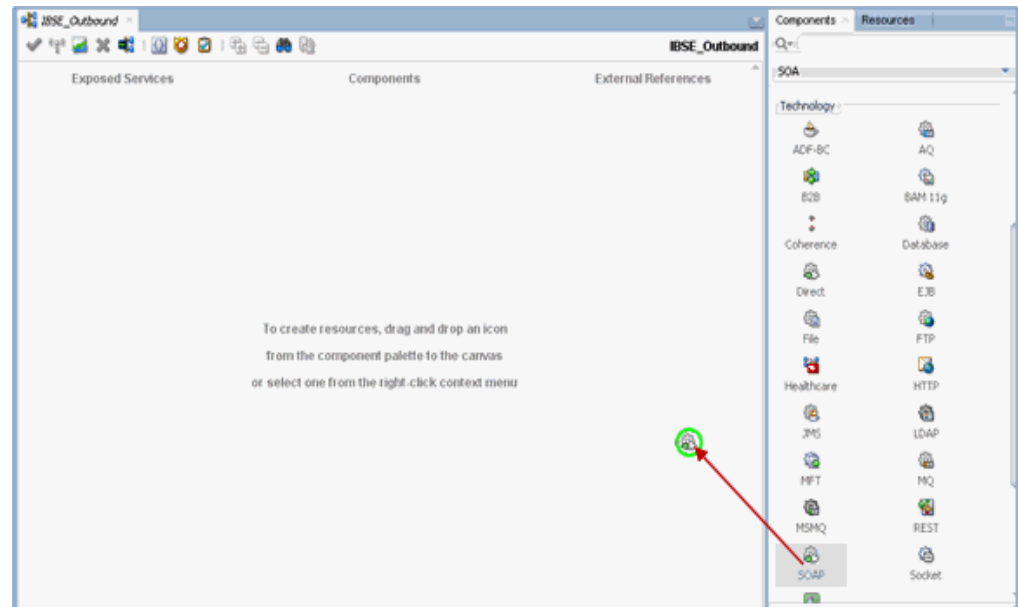 IBSE_Outbound
Components
Resources
IBSE_Outbound
SOA
Exposed Services
Components
External References
Technology
ADF-BC
AQ
B2B
BAM 11g
Coherence
Database
Direct
EJB
File
FTP
Healthcare
HTTP
JMS
LDAP
MFT
MQ
MSMQ
REST
SOAP
Socket
To create resources, drag and drop an icon
from the component palette to the canvas
or select one from the right-click context menu